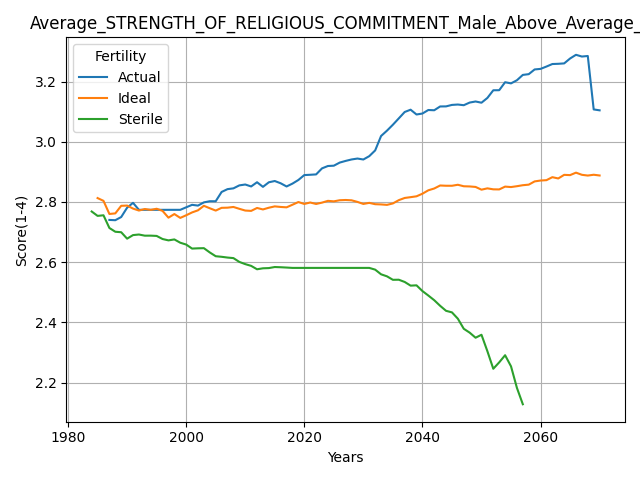 Average_STRENGTH_OF_RELIGIOUS_COMMITMENT_Male_Above_Average_
Fertility
Actual
Ideal
Sterile
Score(1-4)
3.2
3.0
2.8
2.6
2.4
2.2
1980
2000
2020
2040
2060
Years